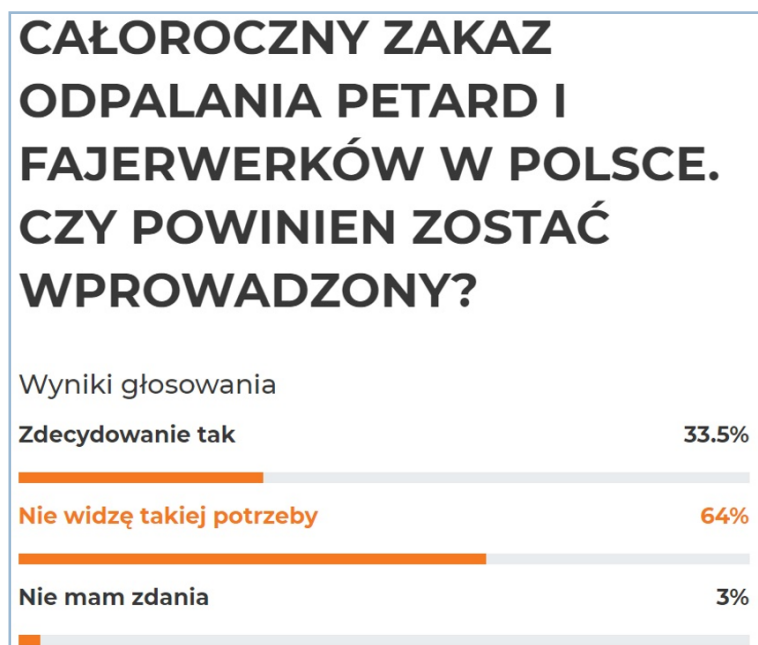 CAŁOROCZNY ZAKAZ
ODPALANIA PETARD I
FAJERWERKÓW W POLSCE.
CZY POWINIEN ZOSTAĆ
WPROWADZONY?
Wyniki głosowania
Zdecydowanie tak 33.5%
Nie widzę takiej potrzeby 64%
Nie mam zdania 3%